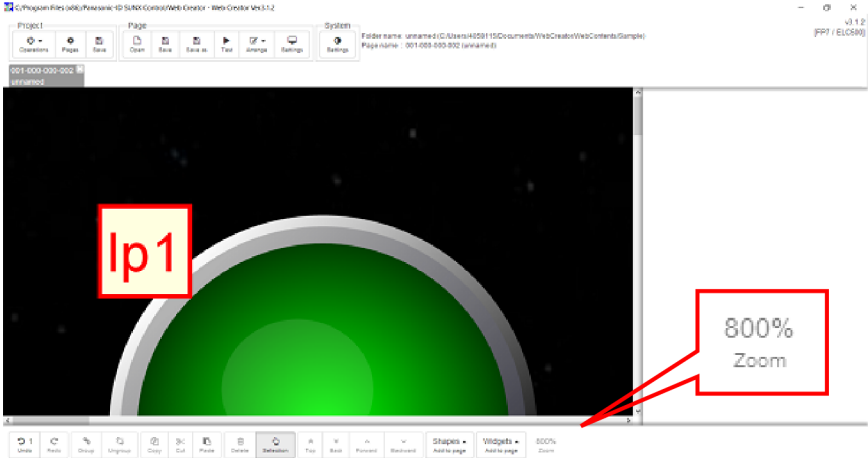 C:/Program Files (x86)/Panasonic-ID SUNX Control/Web Creator - Web Creator Ver.3.1.2
Project
Page
System
v3.1.2
[FP7 / ELC500]
Operations
Pages
Save
Open
Save
Save as
Test
Arrange
Settings
Settings
Folder name: unnamed (C:/Users/4059115/Documents/WebCreatorWebContents/Sample)
Page name : 001-000-000-002 (unnamed)
001-000-000-002
unnamed
lp1
800%
Zoom
1
Undo
Redo
Group
Ungroup
Copy
Cut
Paste
Delete
Selection
Top
Back
Forward
Backward
Shapes
Add to page
Widgets
Add to page
800%
Zoom